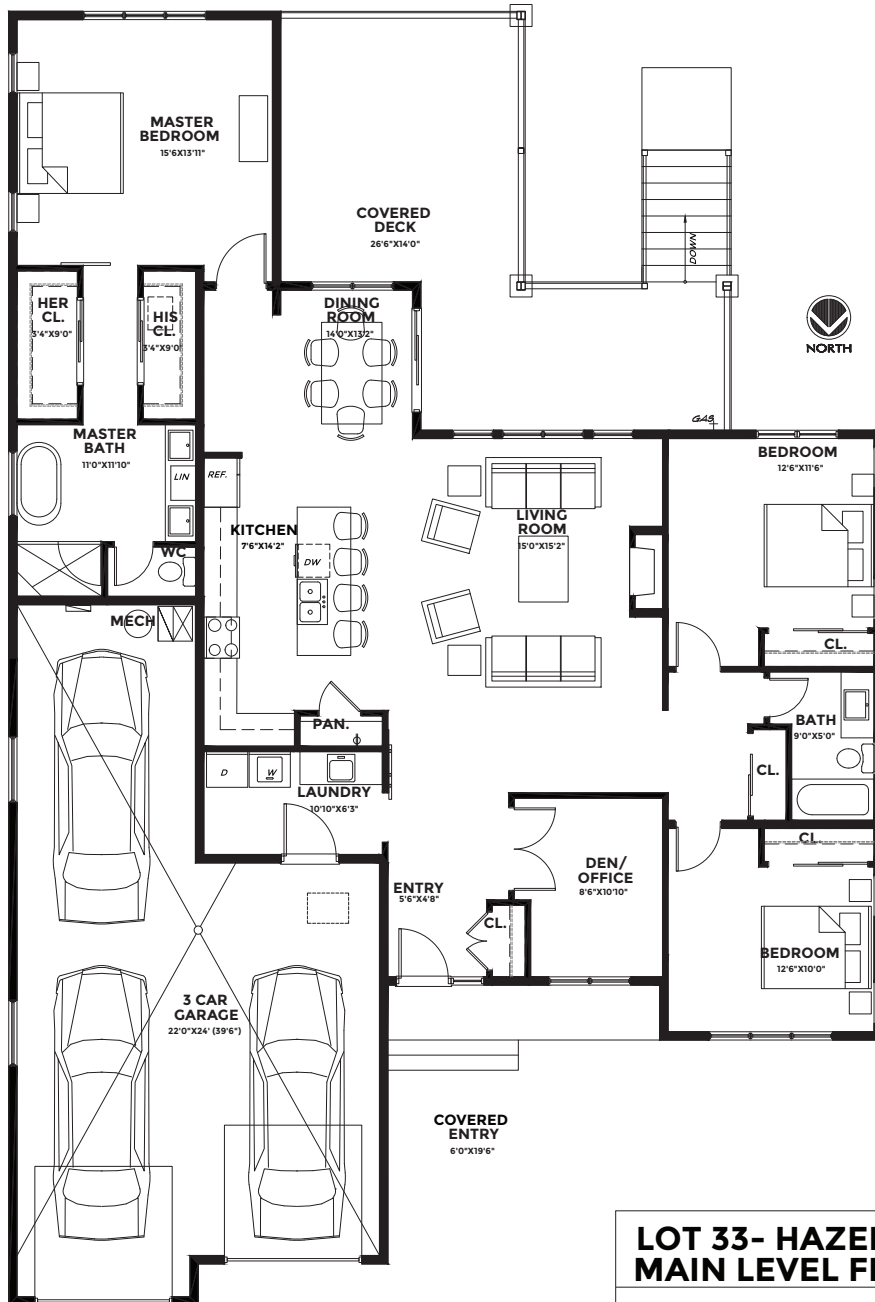 MASTER
BEDROOM
15'6X13'11"
COVERED
DECK
26'6"X14'0"
DOWN
NORTH
GAS
HER
CL.
3'4"X9'0"
HIS
CL.
3'4"X9'0
DINING
ROOM
14'0"X13'2"
MASTER
BATH
11'0"X11'10"
LIN
WC
REF.
KITCHEN
7'6"X14'2"
DW
LIVING
ROOM
15'0"X15'2"
BEDROOM
12'6"X11'6"
CL.
MECH
PAN.
BATH
9'0"X5'0"
CL.
D
W
LAUNDRY
10'10"X6'3"
CL.
DEN/
OFFICE
8'6"X10'10"
ENTRY
5'6"X4'8"
CL.
BEDROOM
12'6"X10'0"
3 CAR
GARAGE
22'0"X24' (39'6")
COVERED
ENTRY
6'0"X19'6"
LOT 33- HAZE
MAIN LEVEL F